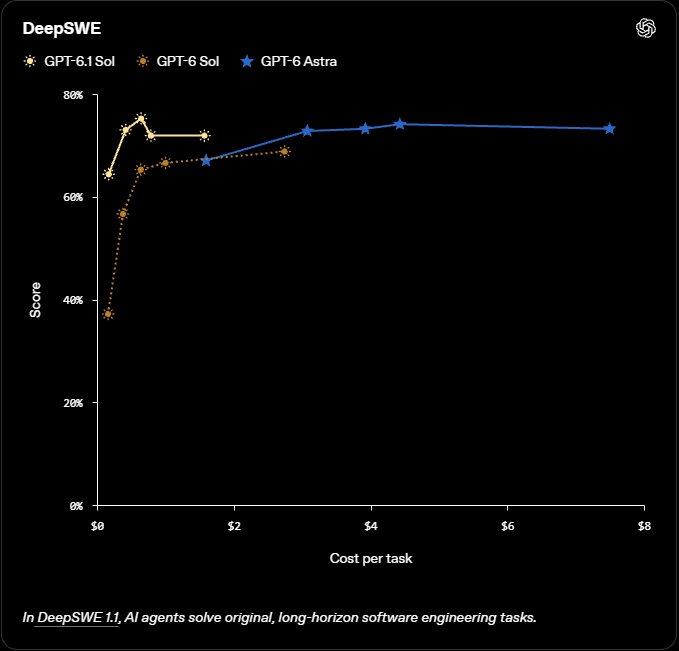 DeepSWE
GPT-6.1 Sol GPT-6 Sol GPT-6 Astra
80%
60%
40%
20%
0%
Score
$0 $2 $4 $6 $8
Cost per task
In DeepSWE 1.1, AI agents solve original, long-horizon software engineering tasks.